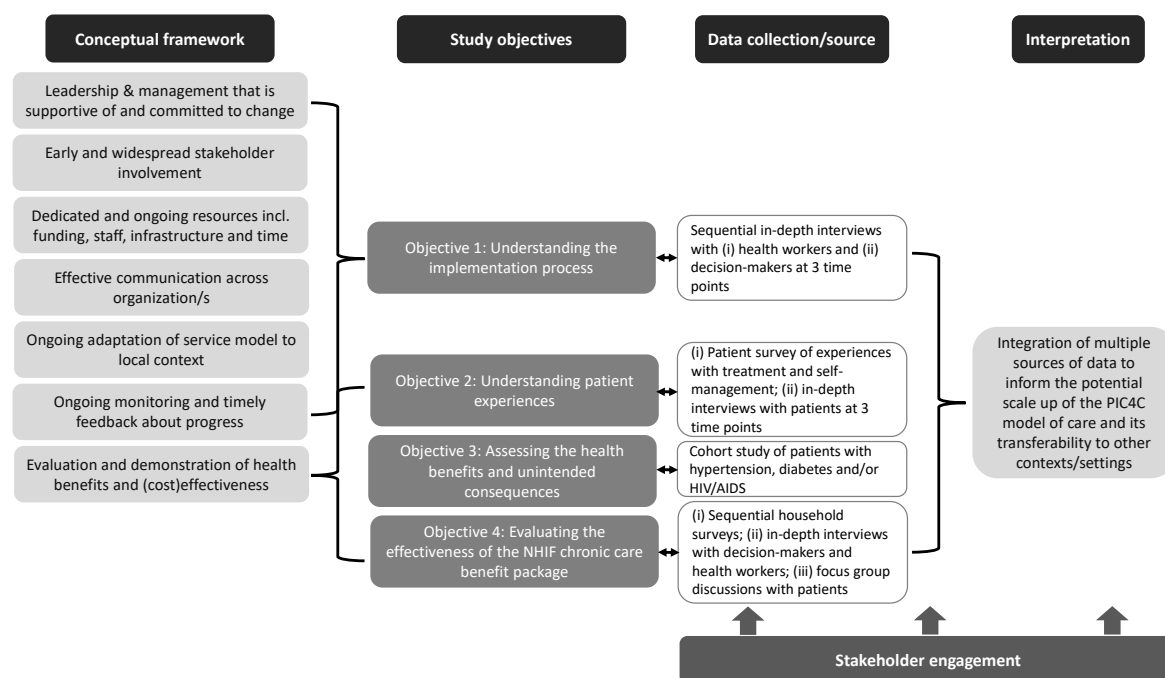 Conceptual framework
Leadership & management that is
supportive of and committed to change
Early and widespread stakeholder
involvement
Dedicated and ongoing resources incl.
funding, staff, infrastructure and time
Effective communication across
organization/s
Ongoing adaptation of service model to
local context
Ongoing monitoring and timely
feedback about progress
Evaluation and demonstration of health
benefits and (cost)effectiveness
Study objectives
Objective 1: Understanding the
implementation process
Objective 2: Understanding patient
experiences
Objective 3: Assessing the health
benefits and unintended
consequences
Objective 4: Evaluating the
effectiveness of the NHIF chronic care
benefit package
Data collection/source
Sequential in-depth interviews
with (i) health workers and (ii)
decision-makers at 3 time
points
(i) Patient survey of experiences
with treatment and self-
management; (ii) in-depth
interviews with patients at 3
time points
Cohort study of patients with
hypertension, diabetes and/or
HIV/AIDS
(i) Sequential household
surveys; (ii) in-depth interviews
with decision-makers and
health workers; (iii) focus group
discussions with patients
Interpretation
Integration of multiple
sources of data to
inform the potential
scale up of the PIC4C
model of care and its
transferability to other
contexts/settings
Stakeholder engagement